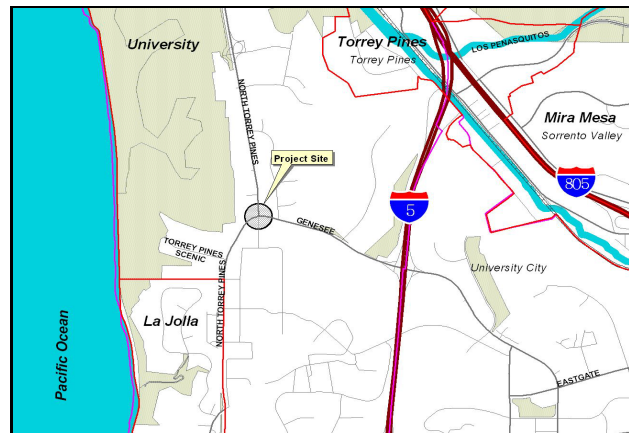 University
Torrey Pines
Torrey Pines
LOS PENASQUITOS
NORTH TORREY PINES
Mira Mesa
Sorrento Valley
Project Site
805
5
GENESEE
TORREY PINES
SCENIC
University City
NORTH TORREY PINES
La Jolla
Pacific Ocean
EASTGATE